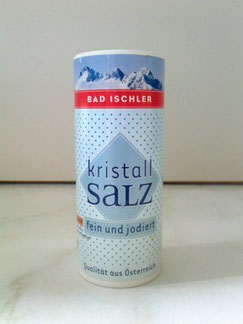 BAD ISCHLER
kristall
SALZ
fein und jodiert
Qualität aus Österreich